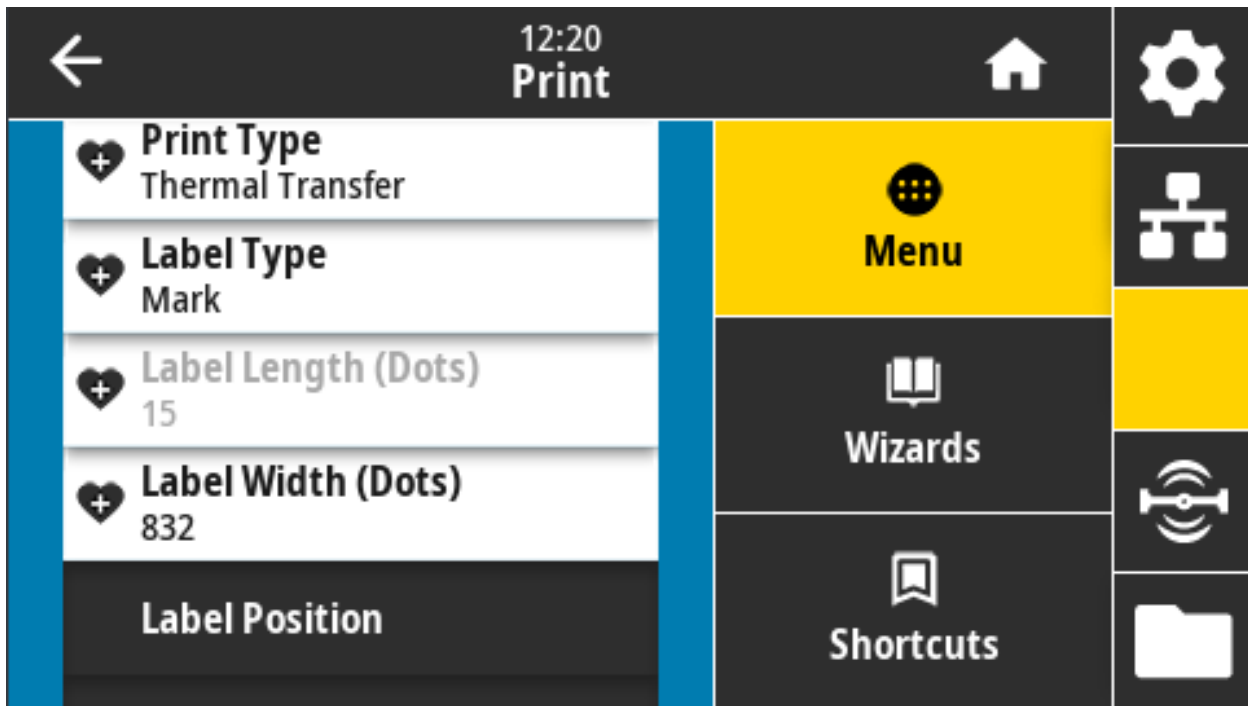 12:20
Print
Print Type
Thermal Transfer
Label Type
Mark
Label Length (Dots)
15
Label Width (Dots)
832
Label Position
Menu
Wizards
Shortcuts